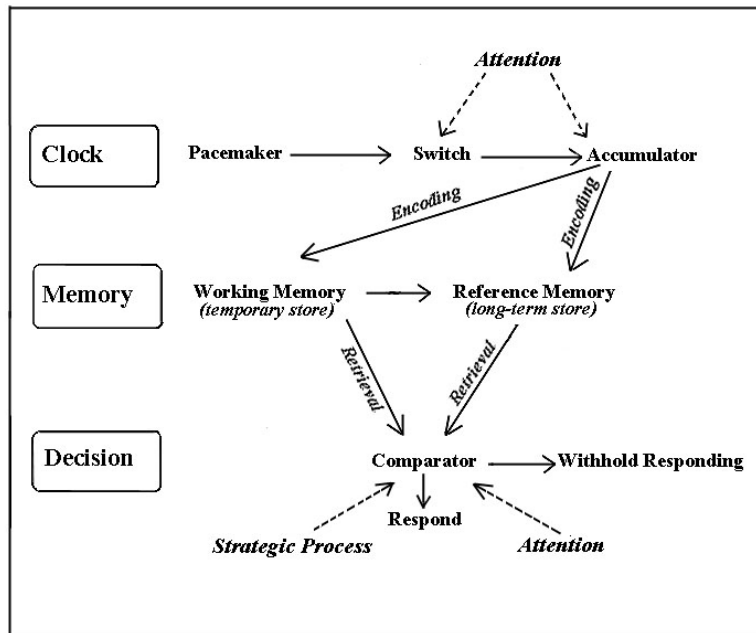 Attention
Clock
Pacemaker
Switch
Accumulator
Encoding
Encoding
Memory
Working Memory
(temporary store)
Reference Memory
(long-term store)
Retrieval
Retrieval
Decision
Comparator
Withhold Responding
Respond
Strategic Process
Attention